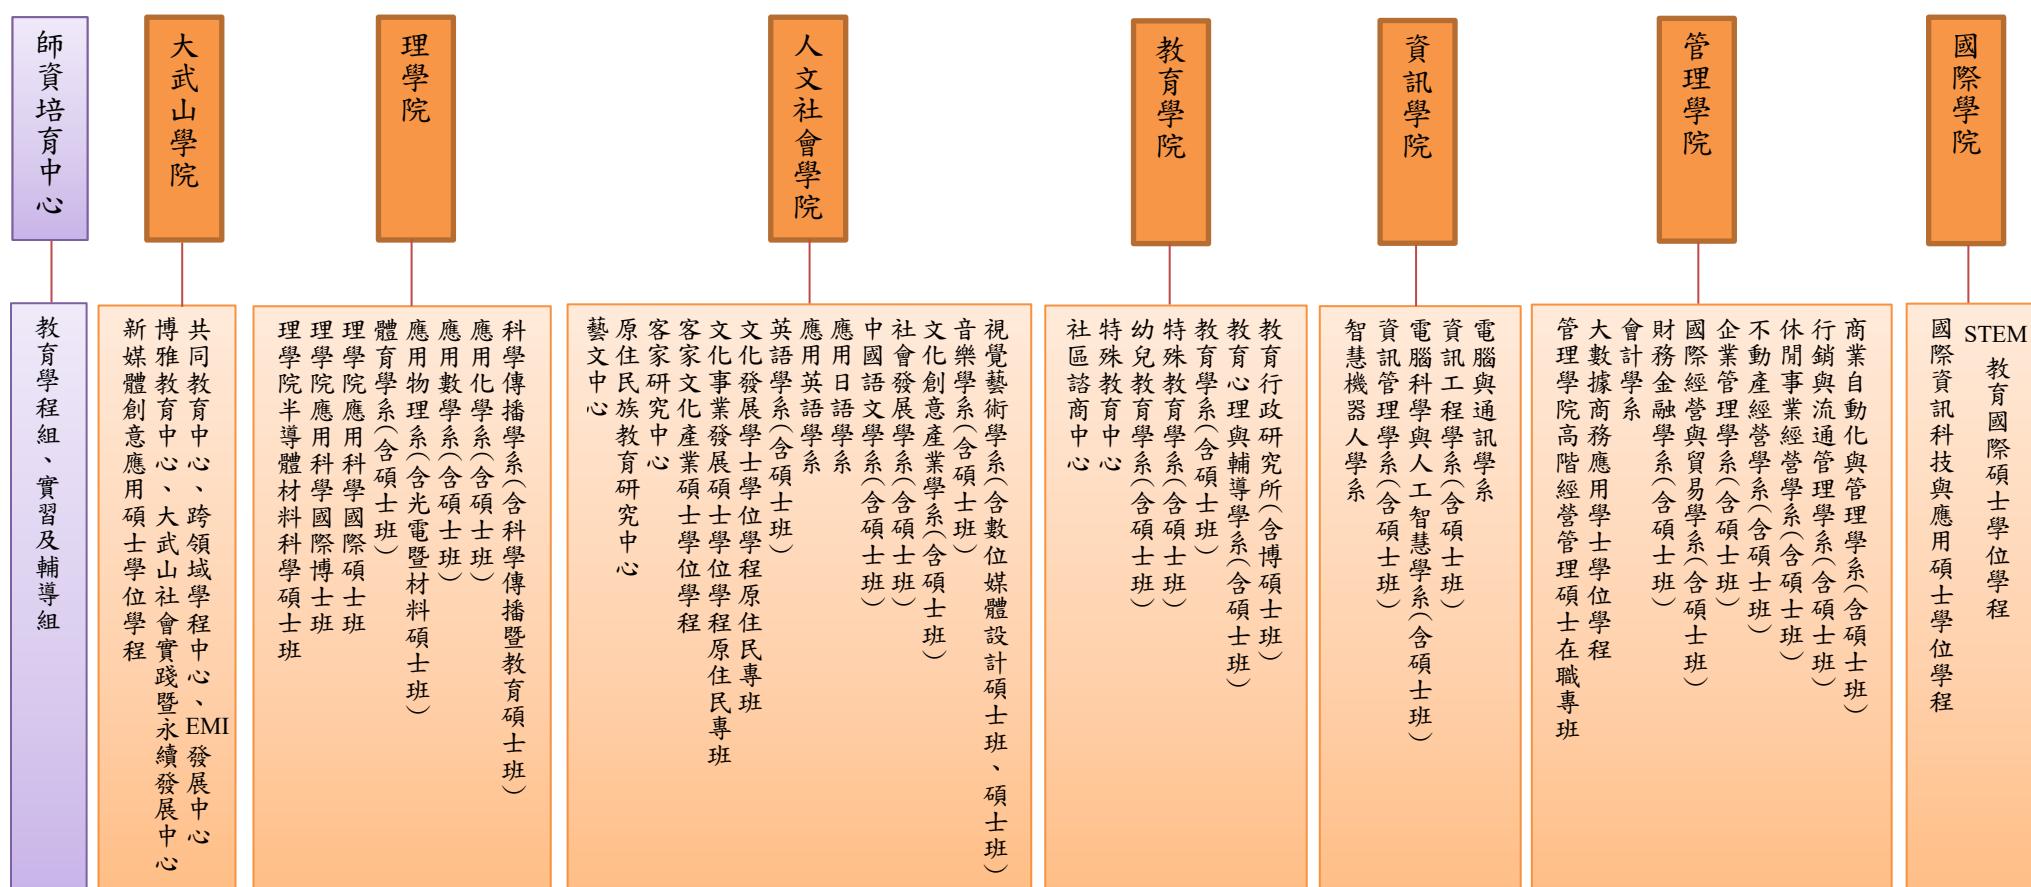 國際學院
STEM教育國際碩士學位學程
國際資訊科技與應用碩士學位學程
管理學院
商業自動化與管理學系(含碩士班)
行銷與流通管理學系(含碩士班)
休閒事業經營學系(含碩士班)
不動產經營學系(含碩士班)
企業管理學系(含碩士班)
國際經營與貿易學系(含碩士班)
財務金融學系(含碩士班)
會計學系
大數據商務應用學士學位學程
管理學院高階經營管理碩士在職專班
資訊學院
電腦與通訊學系
資訊工程學系(含碩士班)
電腦科學與人工智慧學系(含碩士班)
資訊管理學系(含碩士班)
智慧機器人學系
教育學院
教育行政研究所(含博碩士班)
教育心理與輔導學系(含碩士班)
教育學系(含碩士班)
特殊教育學系(含碩士班)
幼兒教育學系(含碩士班)
特殊教育中心
社區諮商中心
人文社會學院
視覺藝術學系(含數位媒體設計碩士班、碩士班)
音樂學系(含碩士班)
文化創意產業學系(含碩士班)
社會發展學系(含碩士班)
中國語文學系(含碩士班)
應用日語學系
應用英語學系
英語學系(含碩士班)
文化發展學士學位學程原住民專班
文化事業發展碩士學位學程原住民專班
客家文化產業碩士學位學程
客家研究中心
原住民族教育研究中心
藝文中心
理學院
科學傳播學系(含科學傳播暨教育碩士班)
應用化學系(含碩士班)
應用數學系(含碩士班)
應用物理系(含光電暨材料碩士班)
體育學系(含碩士班)
理學院應用科學國際碩士班
理學院應用科學國際博士班
理學院半導體材料科學碩士班
大武山學院
共同教育中心、跨領域學程中心、EMI發展中心
博雅教育中心、大武山社會實踐暨永續發展中心
新媒體創意應用碩士學位學程
師資培育中心
教育學程組、實習及輔導組